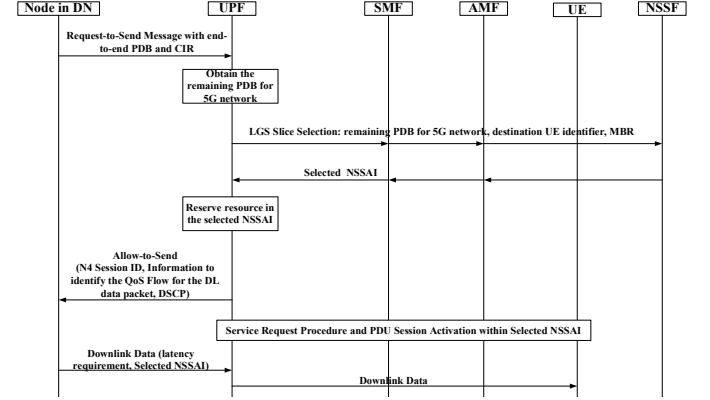 Node in DN
UPF
SMF
AMF
UE
NSSF
Request-to-Send Message with end-
to-end PDB and CIR
Obtain the
remaining PDB for
5G network
LGS Slice Selection: remaining PDB for 5G network, destination UE identifier, MBR
Selected NSSAI
Reserve resource in
the selected NSSAI
Allow-to-Send
(N4 Session ID, Information to
identify the QoS Flow for the DL
data packet, DSCP)
Service Request Procedure and PDU Session Activation within Selected NSSAI
Downlink Data (latency
requirement, Selected NSSAI)
Downlink Data